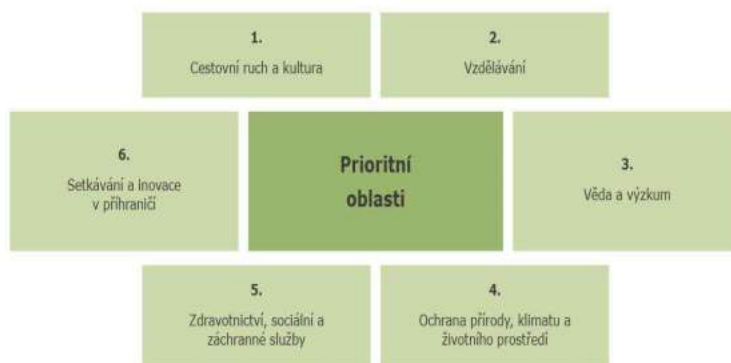 1.
Cestovní ruch a kultura
2.
Vzdělávání
6.
Setkávání a inovace
v příhraničí
Prioritní
oblasti
3.
Věda a výzkum
5.
Zdravotnictví, sociální a
záchranné služby
4.
Ochrana přírody, klimatu a
životního prostředí